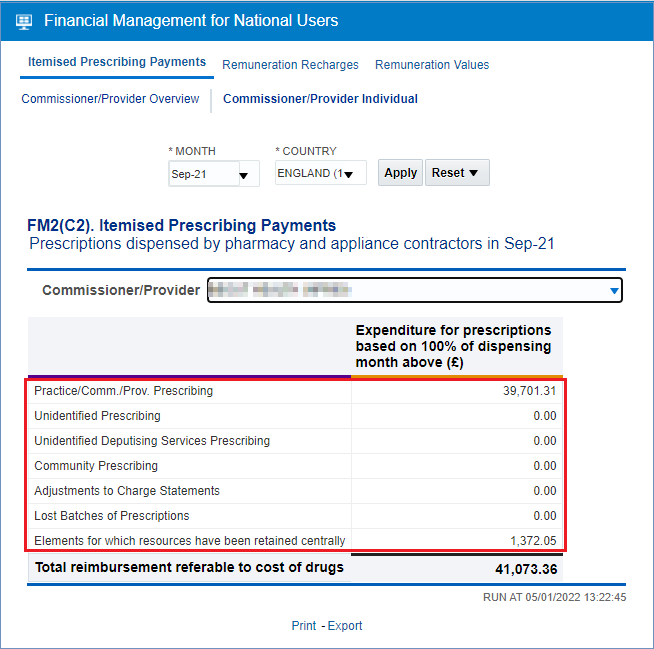 Financial Management for National Users
Itemised Prescribing Payments Remuneration Recharges Remuneration Values
Commissioner/Provider Overview Commissioner/Provider Individual
* MONTH * COUNTRY
Sep-21 ENGLAND (1 Apply Reset
FM2(C2). Itemised Prescribing Payments
Prescriptions dispensed by pharmacy and appliance contractors in Sep-21
Commissioner/Provider
Expenditure for prescriptions
based on 100% of dispensing
month above (£)
Practice/Comm./Prov. Prescribing 39,701.31
Unidentified Prescribing 0.00
Unidentified Deputising Services Prescribing 0.00
Community Prescribing 0.00
Adjustments to Charge Statements 0.00
Lost Batches of Prescriptions 0.00
Elements for which resources have been retained centrally 1,372.05
Total reimbursement referable to cost of drugs 41,073.36
RUN AT 05/01/2022 13:22:45
Print - Export